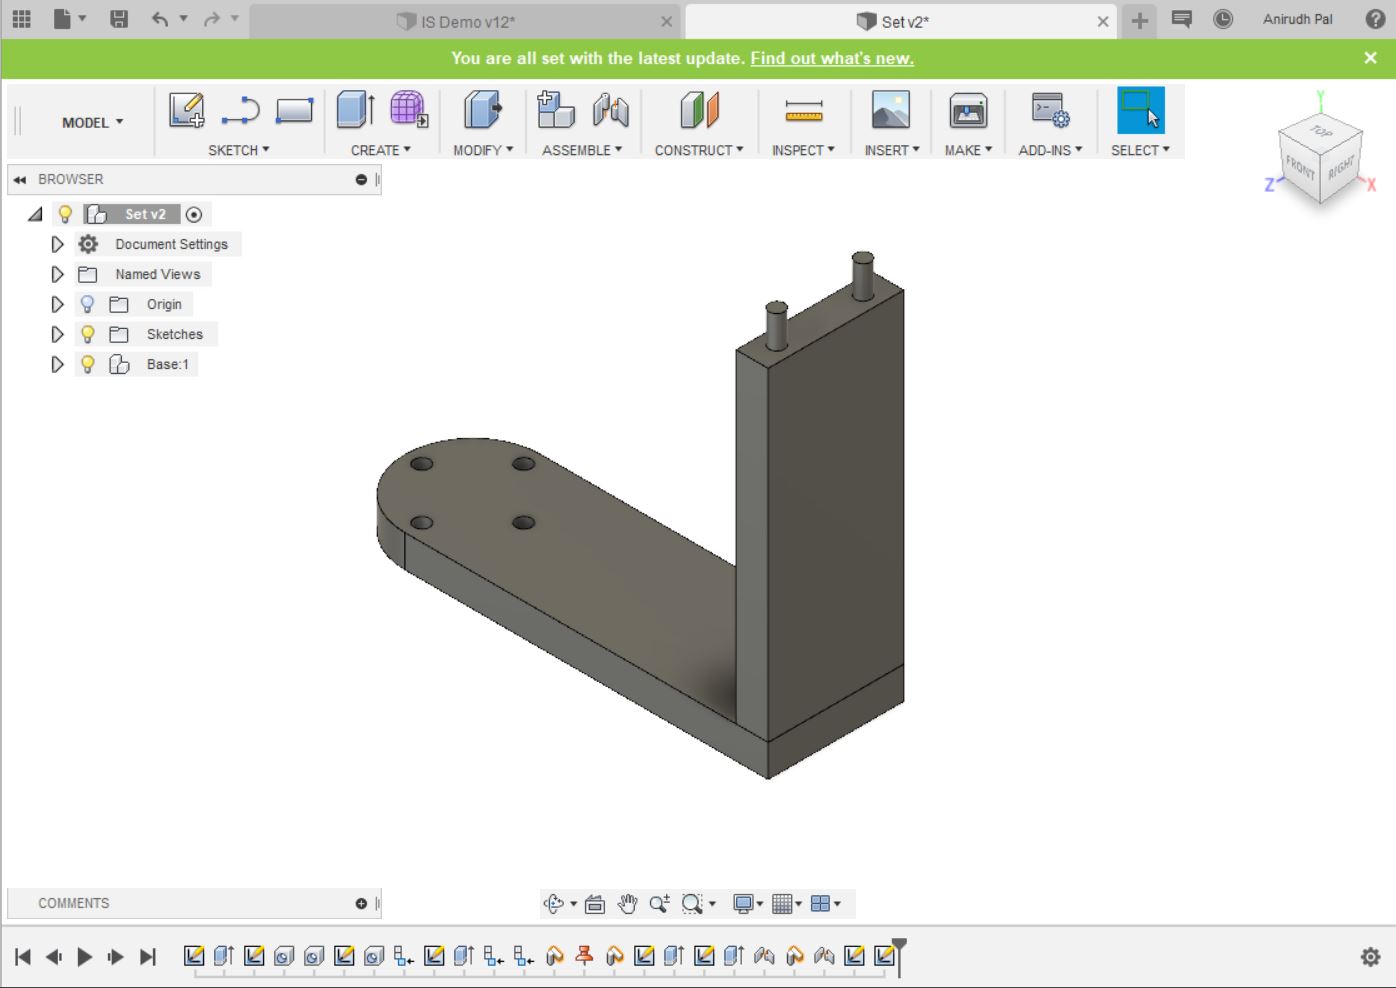 IS Demo v12*
Set v2*
Anirudh Pal
You are all set with the latest update. Find out what's new.
MODEL
SKETCH
CREATE
MODIFY
ASSEMBLE
CONSTRUCT
INSPECT
INSERT
MAKE
ADD-INS
SELECT
Y
TOP
FRONT
RIGHT
Z
X
BROWSER
Set v2
Document Settings
Named Views
Origin
Sketches
Base:1
COMMENTS